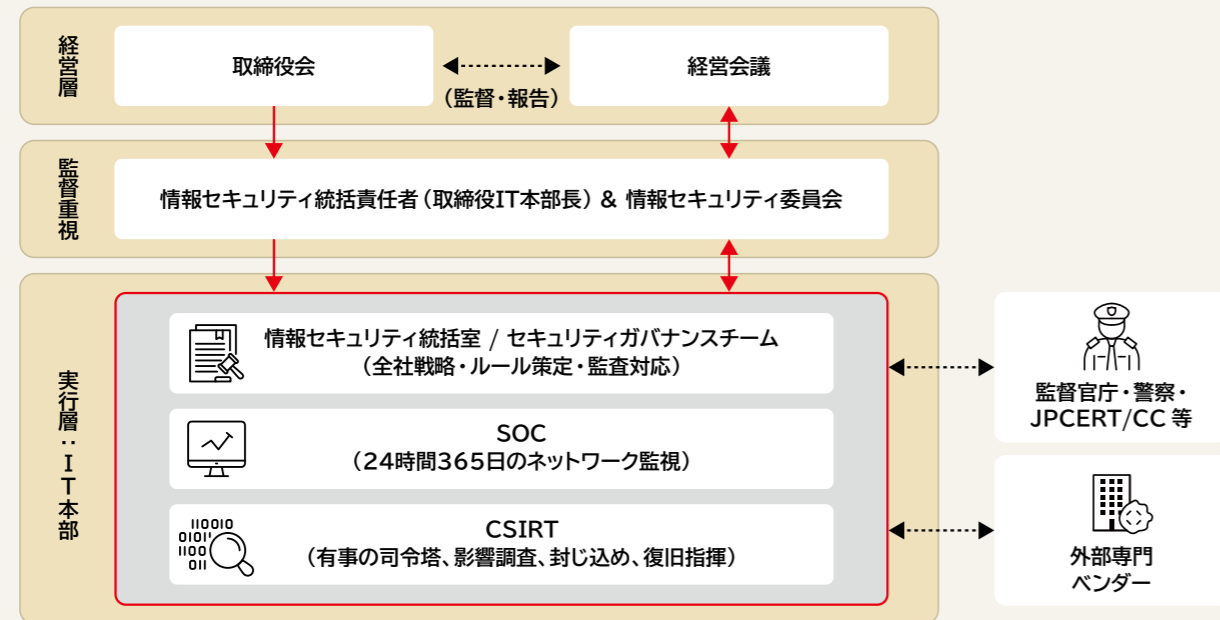 経営層
取締役会
(監督・報告)
経営会議
監督重視
情報セキュリティ統括責任者(取締役IT本部長) & 情報セキュリティ委員会
実行層:IT本部
情報セキュリティ統括室 / セキュリティガバナンスチーム
(全社戦略・ルール策定・監査対応)
SOC
(24時間365日のネットワーク監視)
110010
0101
1100
011
CSIRT
(有事の司令塔、影響調査、封じ込め、復旧指揮)
監督官庁・警察・
JPCERT/CC 等
外部専門
ベンダー